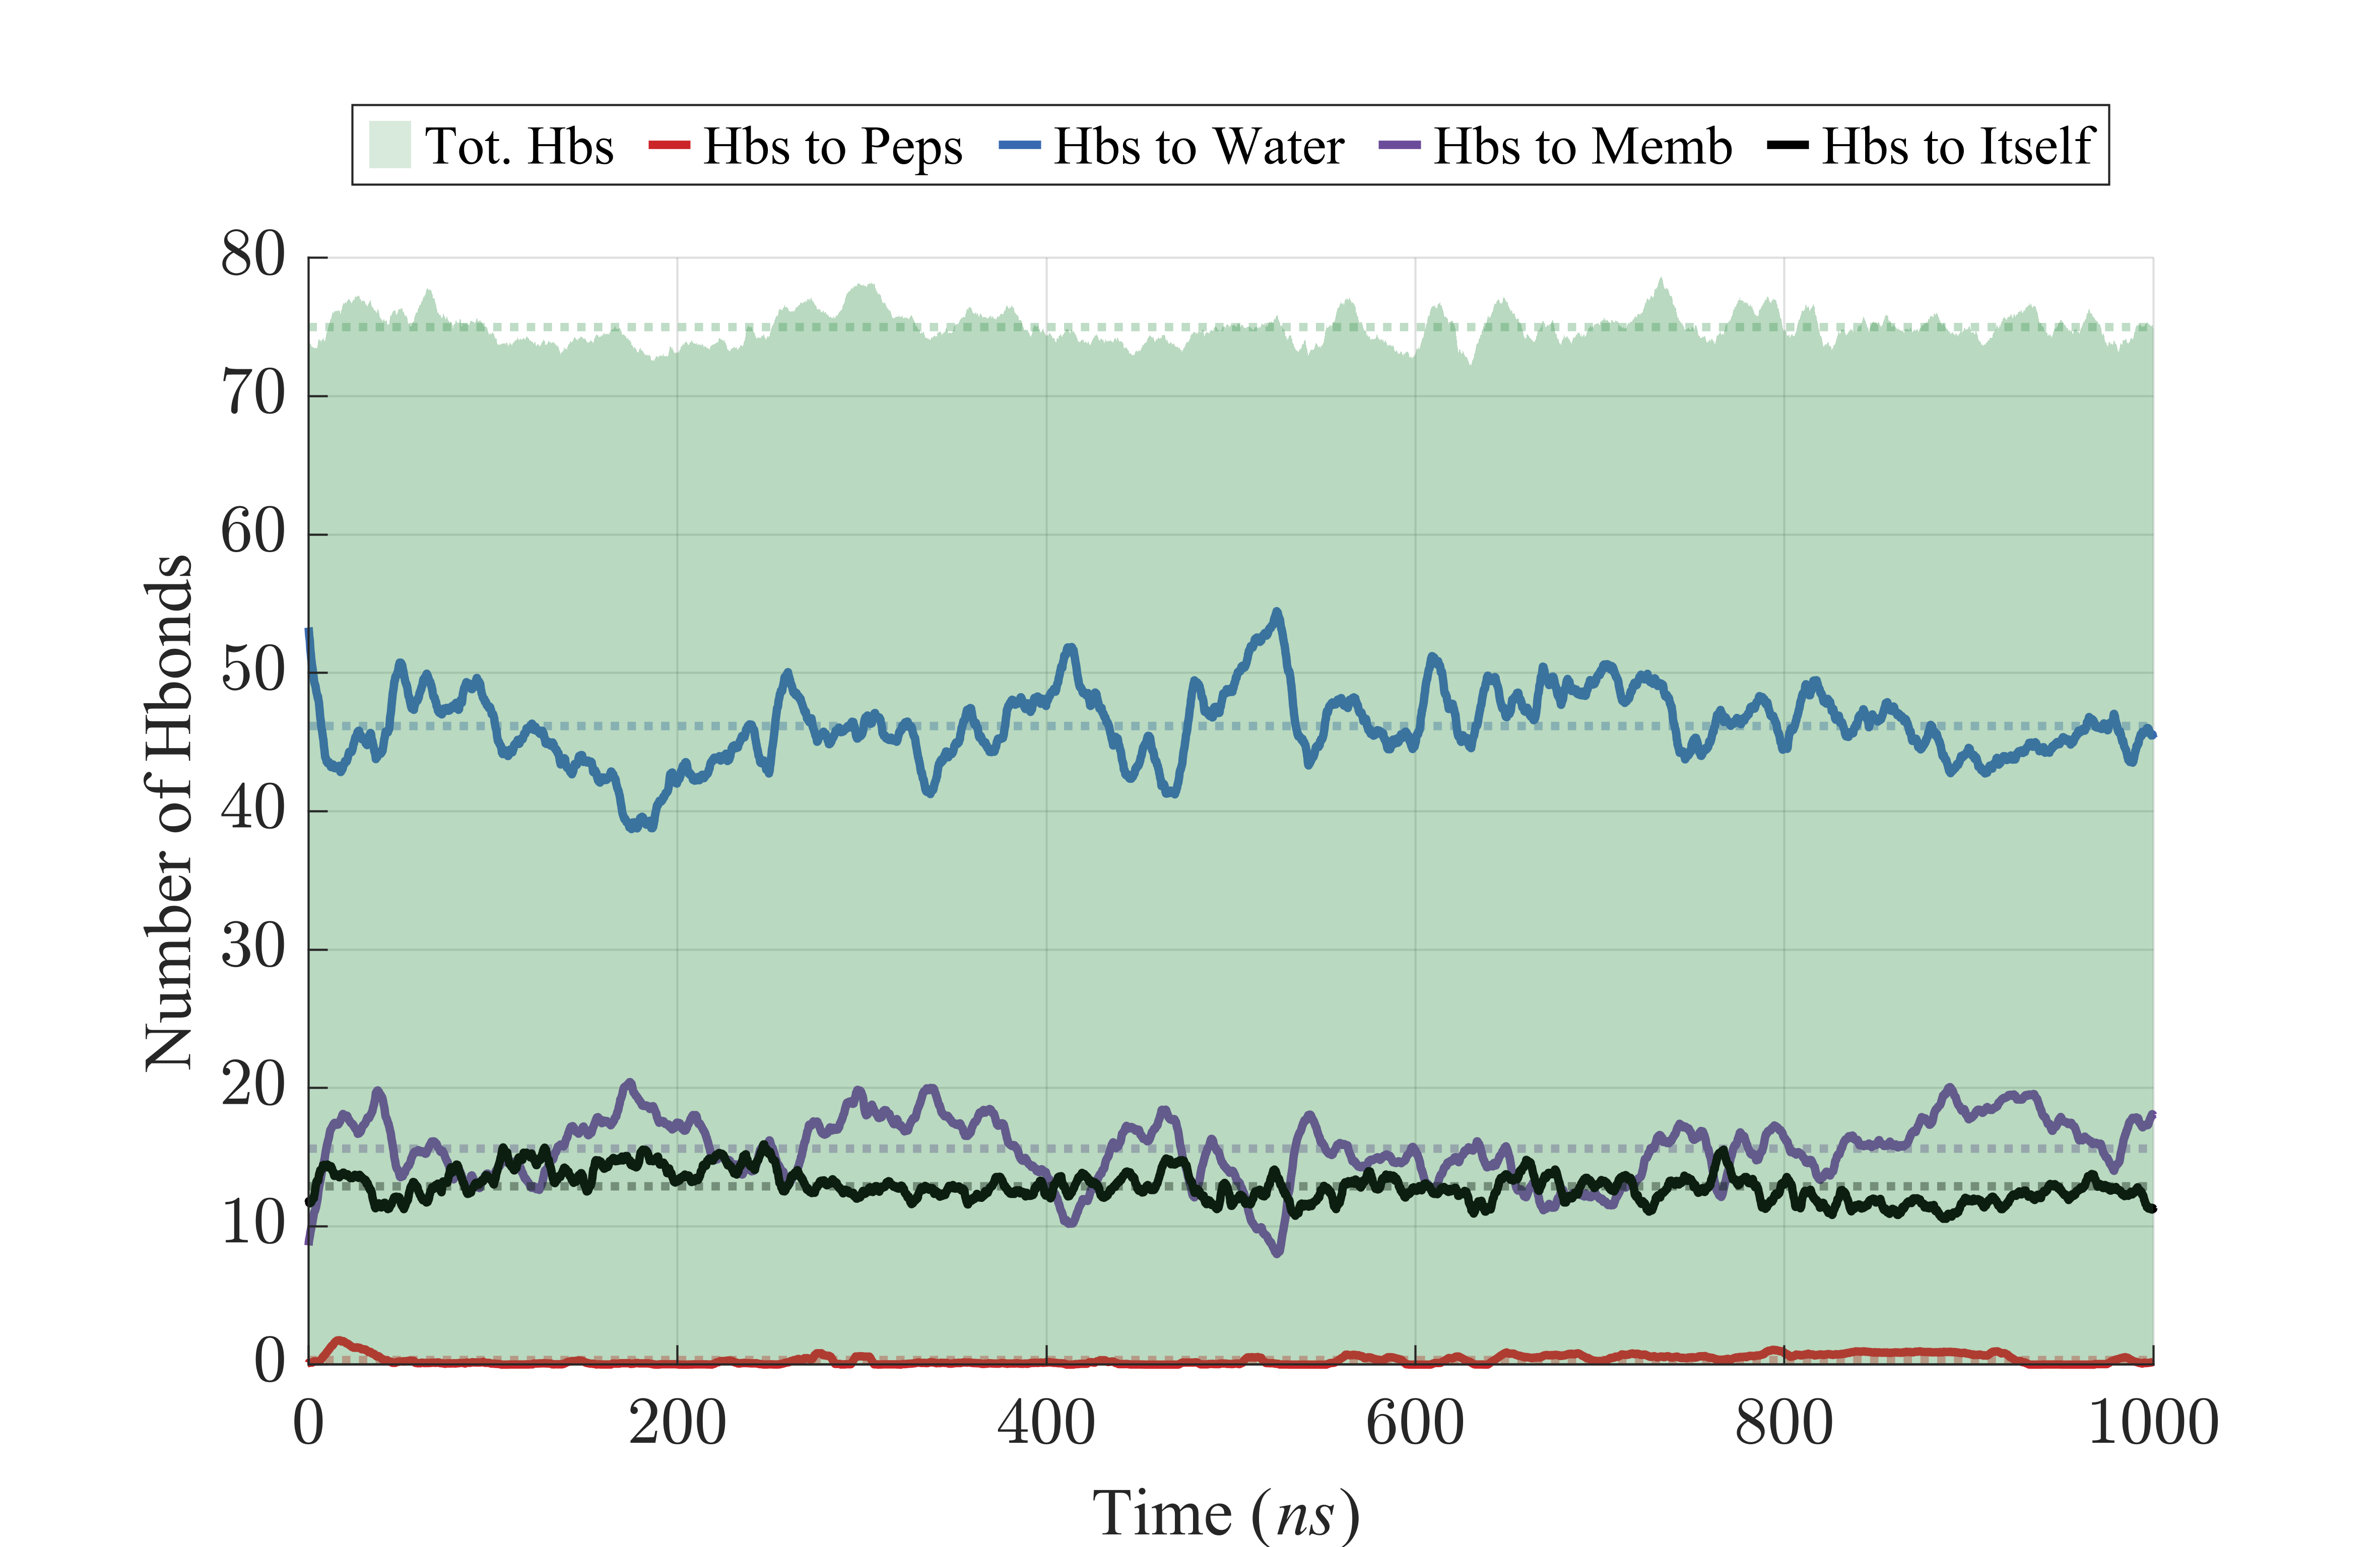 Tot. Hbs Hbs to Peps Hbs to Water Hbs to Memb Hbs to Itself
80
70
60
50
40
30
20
10
0
Number of Hbonds
0 200 400 600 800 1000
Time (ns)